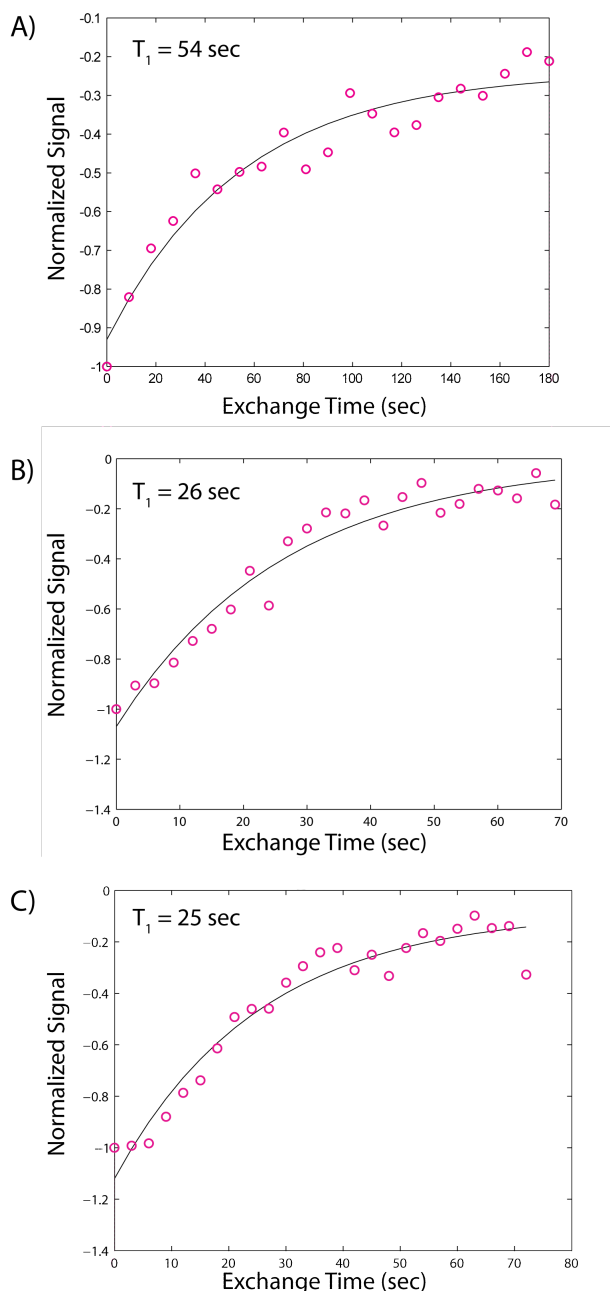 A)
T1 = 54 sec
Normalized Signal
-0.1
-0.2
-0.3
-0.4
-0.5
-0.6
-0.7
-0.8
-0.9
-1
0 20 40 60 80 100 120 140 160 180
Exchange Time (sec)
B)
T1 = 26 sec
Normalized Signal
0
-0.2
-0.4
-0.6
-0.8
-1
-1.2
-1.4
0 10 20 30 40 50 60 70
Exchange Time (sec)
C)
T1 = 25 sec
Normalized Signal
0
−0.2
−0.4
−0.6
−0.8
−1
−1.2
−1.4
0 10 20 30 40 50 60 70 80
Exchange Time (sec)